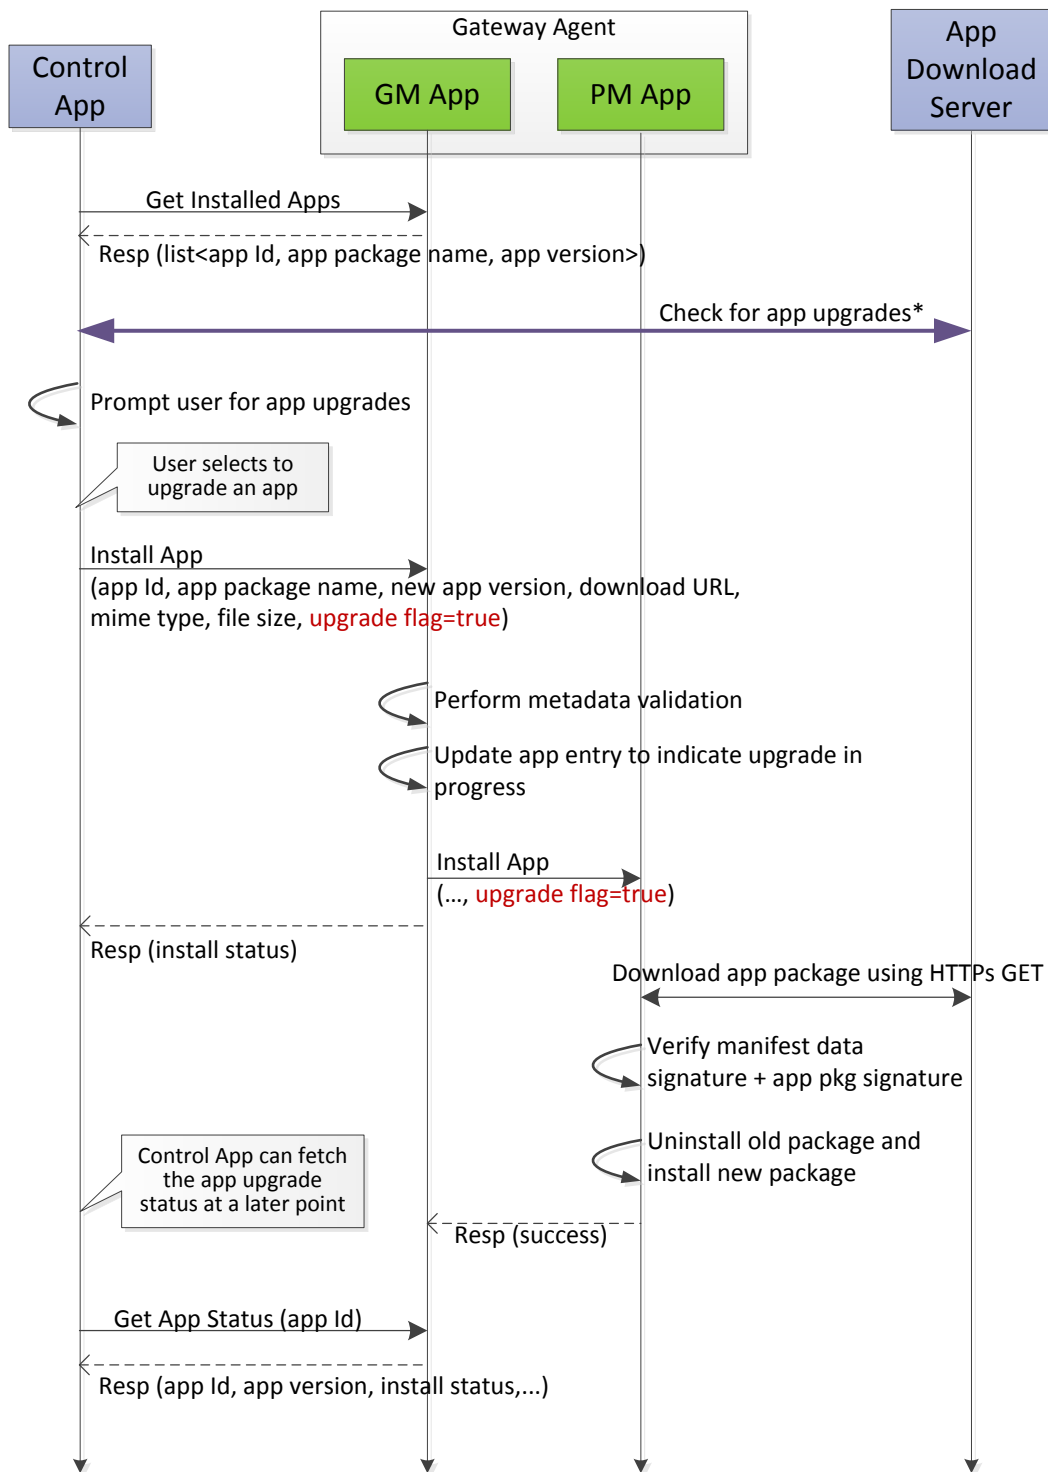 Gateway Agent
Control
App
GM App
PM App
App
Download
Server
Get Installed Apps
Resp (list<app Id, app package name, app version>)
Check for app upgrades*
Prompt user for app upgrades
User selects to
upgrade an app
Install App
(app Id, app package name, new app version, download URL,
mime type, file size, upgrade flag=true)
Perform metadata validation
Update app entry to indicate upgrade in
progress
Install App
(..., upgrade flag=true)
Resp (install status)
Download app package using HTTPs GET
Verify manifest data
signature + app pkg signature
Uninstall old package and
install new package
Control App can fetch
the app upgrade
status at a later point
Resp (success)
Get App Status (app Id)
Resp (app Id, app version, install status,...)